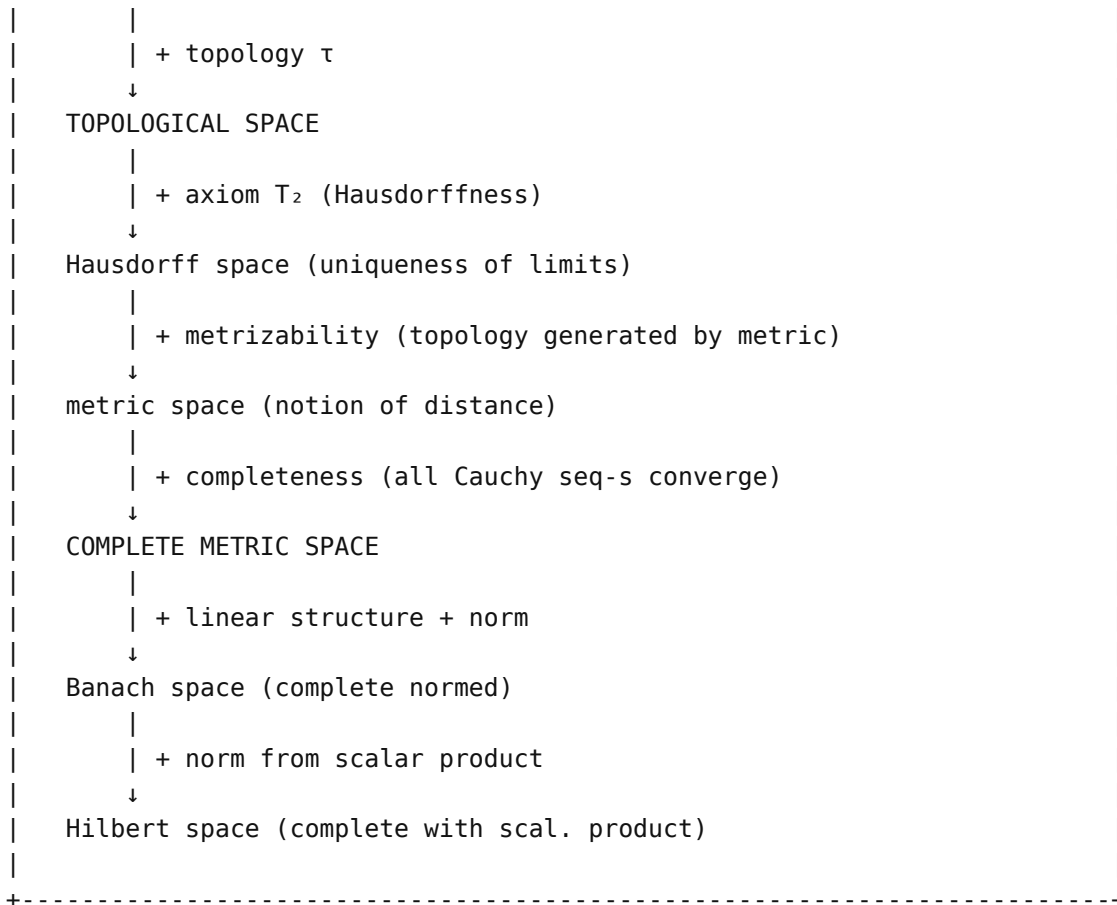 |       |
|       | + topology τ
|       ↓
|   TOPOLOGICAL SPACE
|       |
|       | + axiom T₂ (Hausdorffness)
|       ↓
|   Hausdorff space (uniqueness of limits)
|       |
|       | + metrizability (topology generated by metric)
|       ↓
|   metric space (notion of distance)
|       |
|       | + completeness (all Cauchy seq-s converge)
|       ↓
|   COMPLETE METRIC SPACE
|       |
|       | + linear structure + norm
|       ↓
|   Banach space (complete normed)
|       |
|       | + norm from scalar product
|       ↓
|   Hilbert space (complete with scal. product)
|
+-------------------------------------------------------------------------